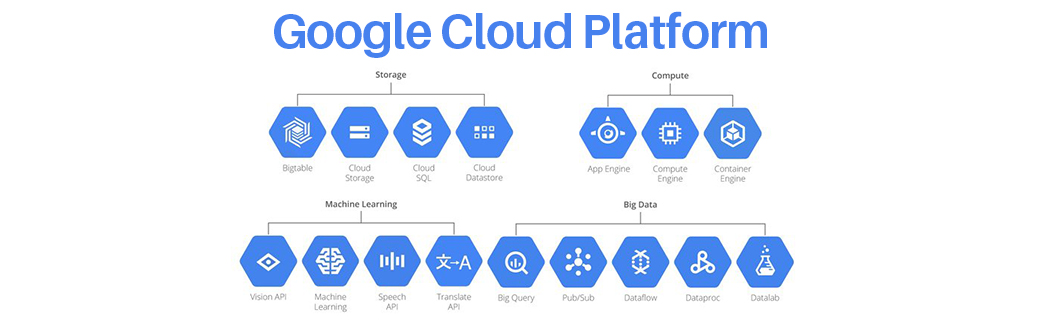 Google Cloud Platform
Storage
Compute
Bigtable
Cloud
Storage
Cloud
SQL
Cloud
Datastore
App Engine
Compute
Engine
Container
Engine
Machine Learning
Big Data
文→A
Vision API
Machine
Learning
Speech
API
Translate
API
Big Query
Pub/Sub
Dataflow
Dataproc
Datalab